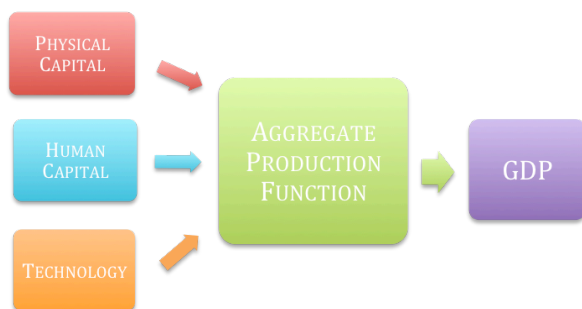 PHYSICAL
CAPITAL
HUMAN
CAPITAL
TECHNOLOGY
AGGREGATE
PRODUCTION
FUNCTION
GDP